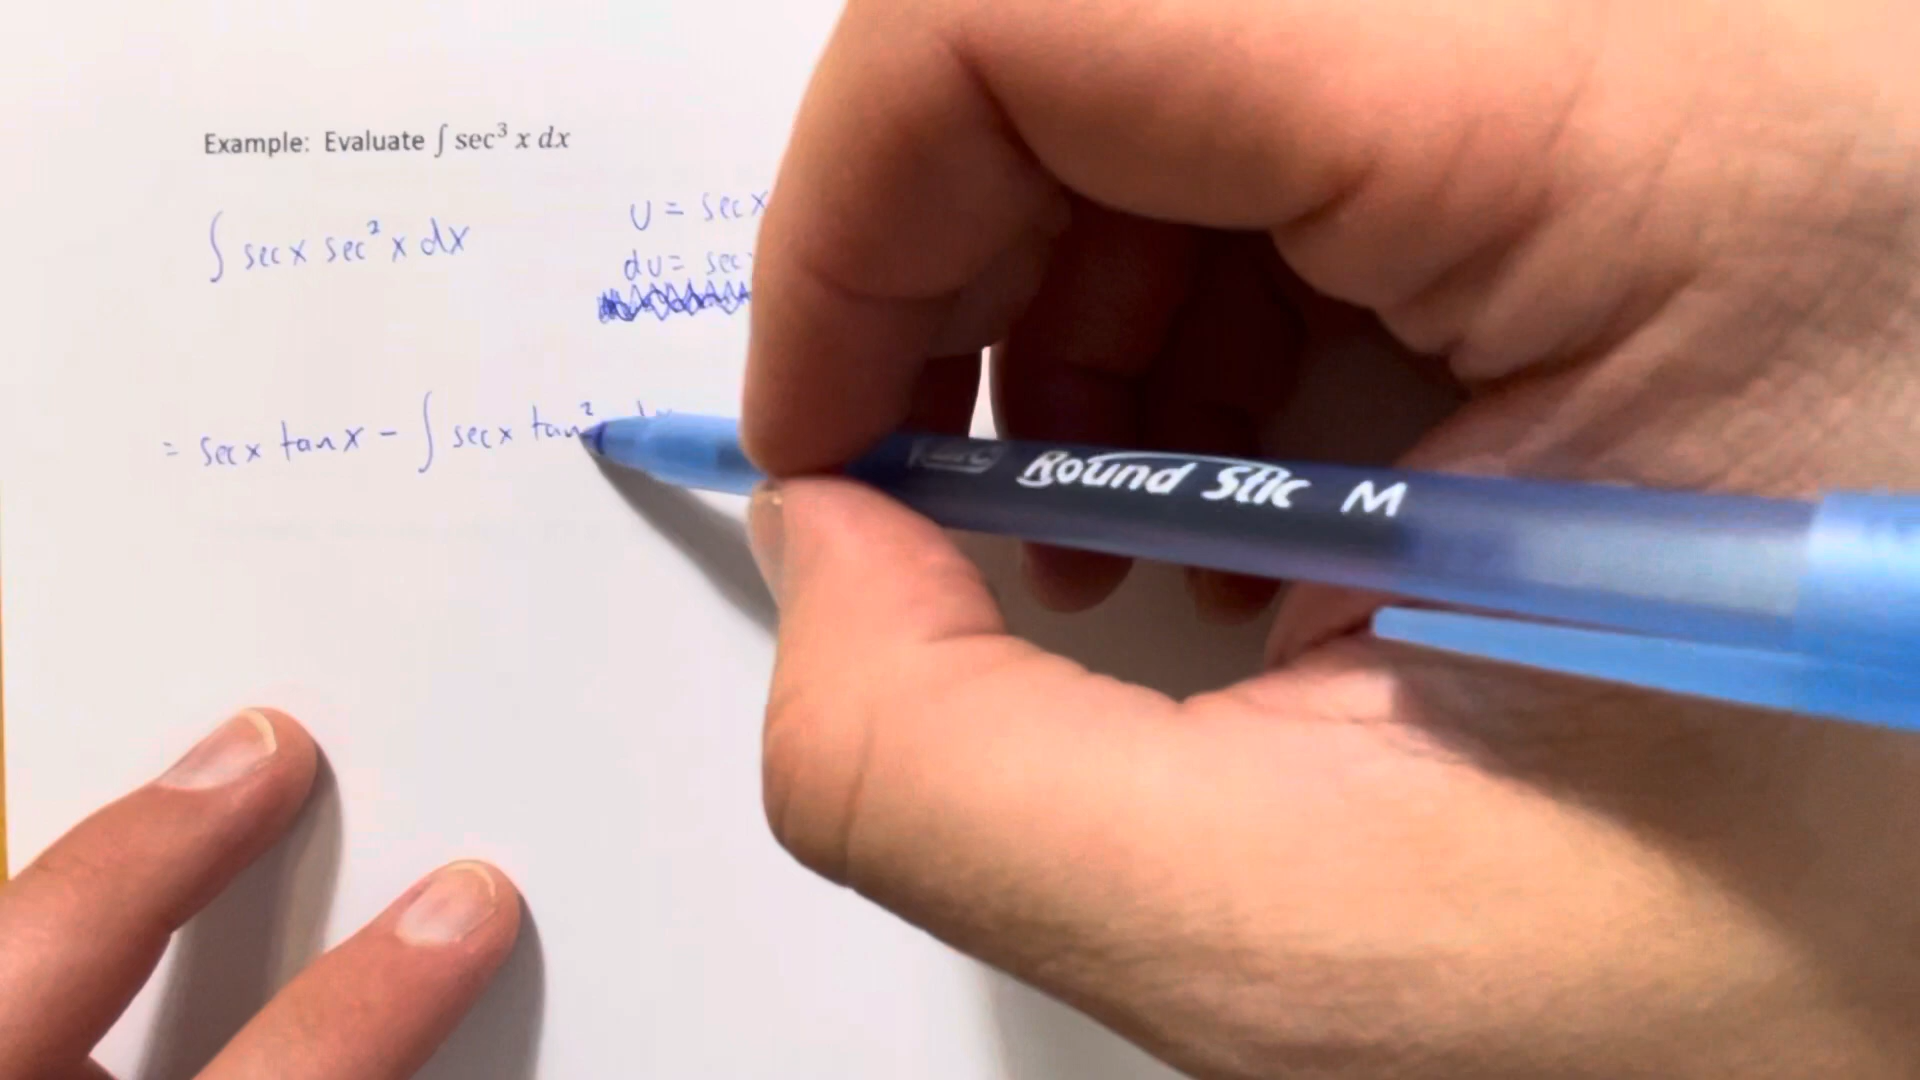 Example: Evaluate ∫ sec³ x dx
∫ sec x sec² x dx
u = sec x
du = sec
= sec x tan x - ∫ sec x tan²
Round Stic M